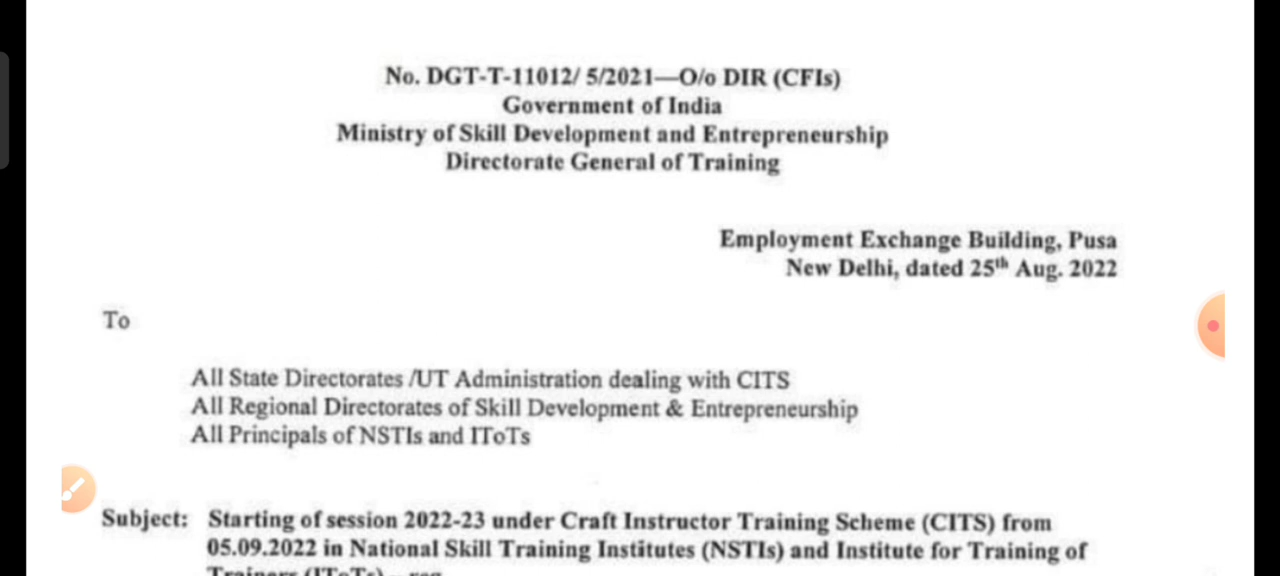 No. DGT-T-11012/ 5/2021—O/o DIR (CFIs)
Government of India
Ministry of Skill Development and Entrepreneurship
Directorate General of Training
Employment Exchange Building, Pusa
New Delhi, dated 25th Aug. 2022
To
All State Directorates /UT Administration dealing with CITS
All Regional Directorates of Skill Development & Entrepreneurship
All Principals of NSTIs and IToTs
Subject: Starting of session 2022-23 under Craft Instructor Training Scheme (CITS) from
05.09.2022 in National Skill Training Institutes (NSTIs) and Institute for Training of
Trainers (IToTs)